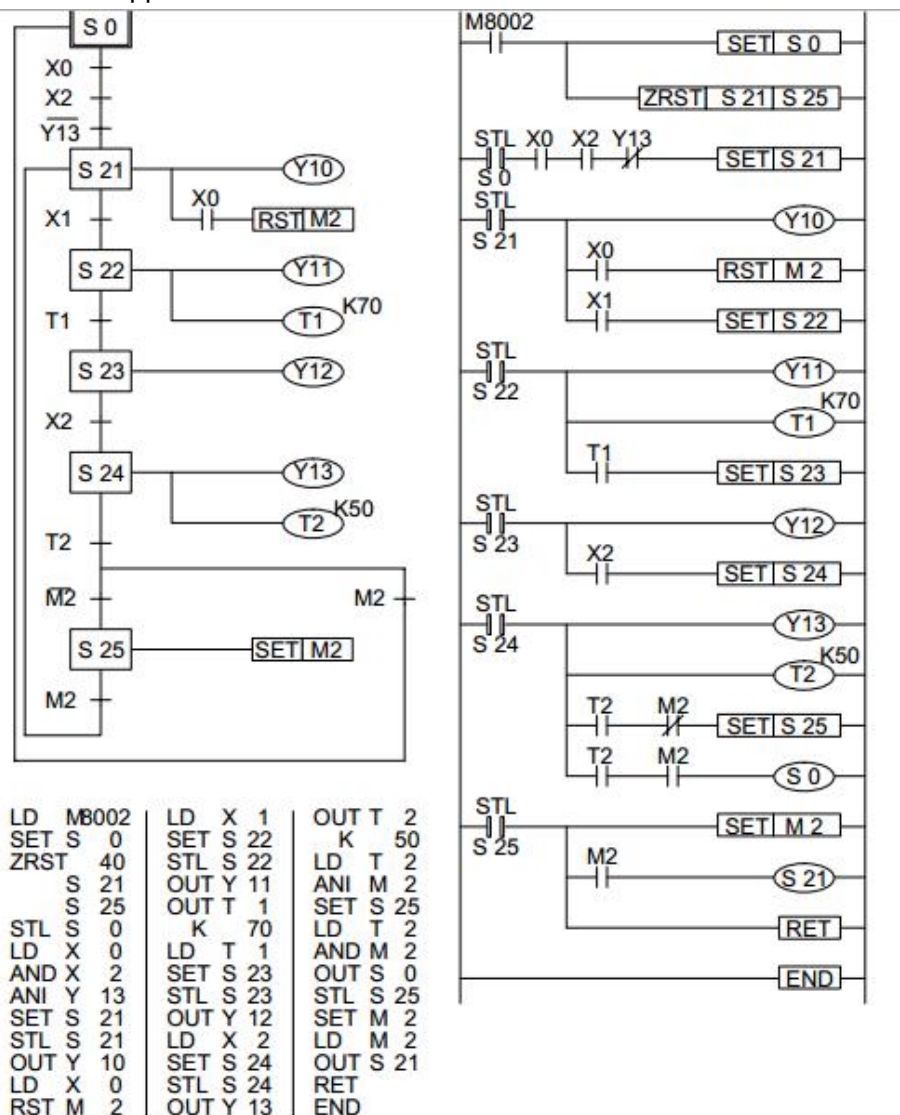 S 0
X0
X2
Y13
S 21
Y10
X0
RST M2
X1
S 22
Y11
T1 K70
T1
S 23
Y12
X2
S 24
Y13
T2 K50
T2
M2
M2
S 25
SET M2
M2
M8002
SET S 0
ZRST S 21 S 25
STL X0 X2 Y13
SET S 21
S 0
STL
Y10
S 21
X0
RST M 2
X1
SET S 22
STL
Y11
S 22
K70
T1
T1
SET S 23
STL
Y12
S 23
X2
SET S 24
STL
Y13
S 24
K50
T2
T2 M2
SET S 25
T2 M2
S 0
STL
SET M 2
S 25
M2
S 21
RET
END
LD M8002
SET S 0
ZRST 40
S 21
S 25
STL S 0
LD X 0
AND X 2
ANI Y 13
SET S 21
STL S 21
OUT Y 10
LD X 0
RST M 2
LD X 1
SET S 22
STL S 22
OUT Y 11
OUT T 1
K 70
LD T 1
SET S 23
STL S 23
OUT Y 12
LD X 2
SET S 24
STL S 24
OUT Y 13
OUT T 2
K 50
LD T 2
ANI M 2
SET S 25
LD T 2
AND M 2
OUT S 0
STL S 25
SET M 2
LD M 2
OUT S 21
RET
END